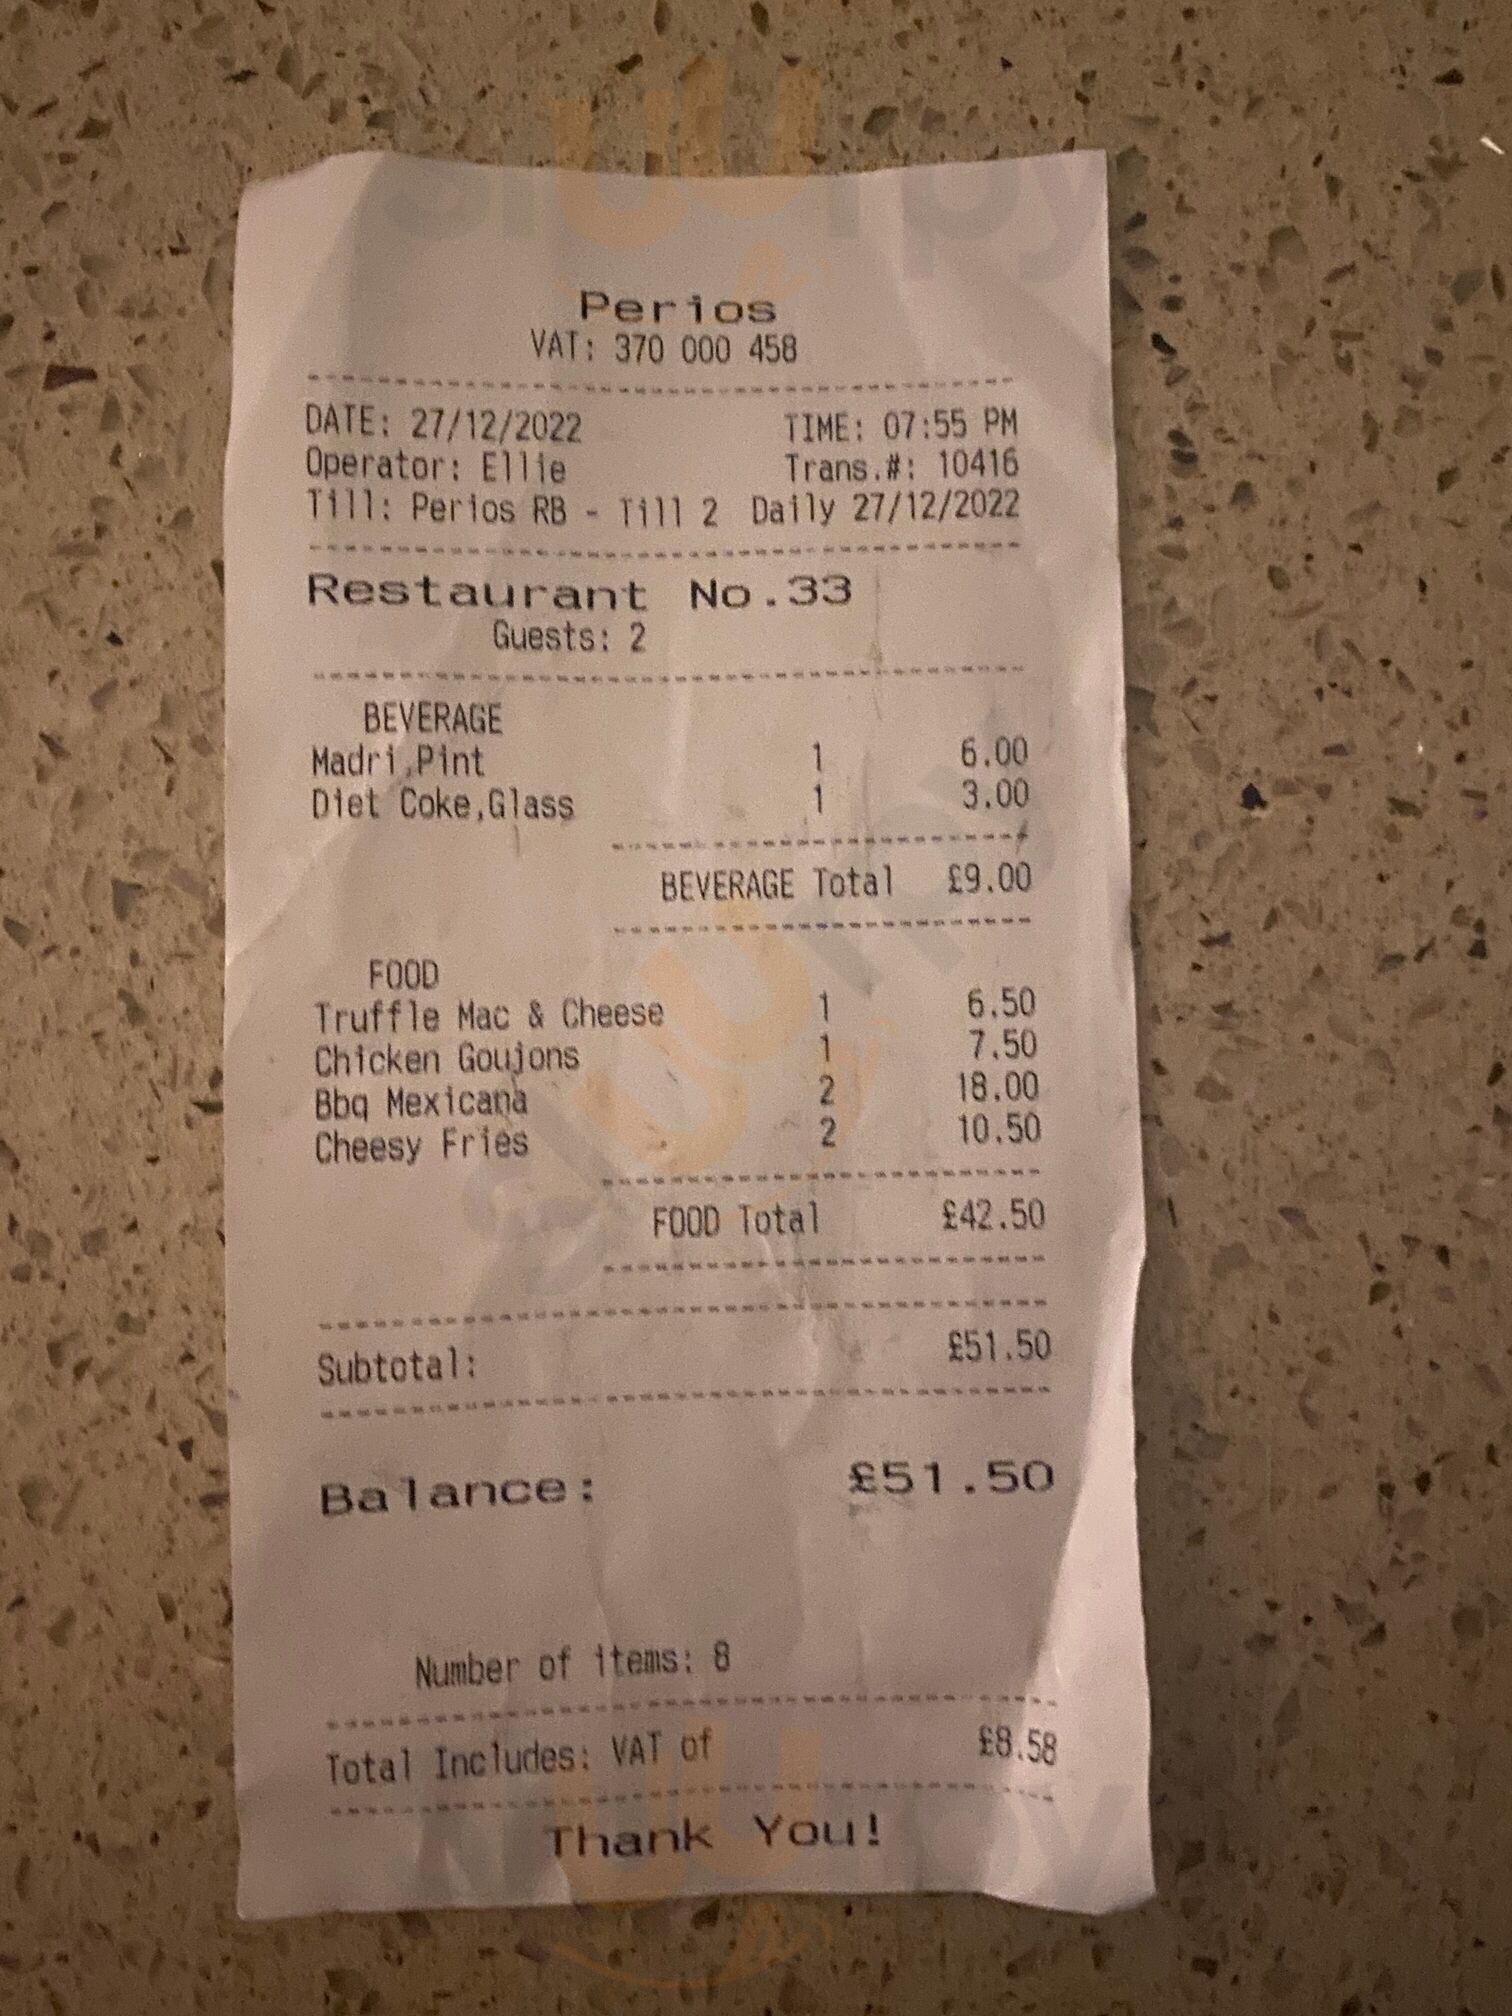 Perios
VAT: 370 000 458
DATE: 27/12/2022 TIME: 07:55 PM
Operator: Ellie Trans.#: 10416
Till: Perios RB - Till 2 Daily 27/12/2022
Restaurant No.33
Guests: 2
BEVERAGE
Madri,Pint 1 6.00
Diet Coke,Glass 1 3.00
BEVERAGE Total £9.00
FOOD
Truffle Mac & Cheese 1 6.50
Chicken Goujons 1 7.50
Bbq Mexicana 2 18.00
Cheesy Fries 2 10.50
FOOD Total £42.50
Subtotal: £51.50
Balance: £51.50
Number of items: 8
Total Includes: VAT of £8.58
Thank You!